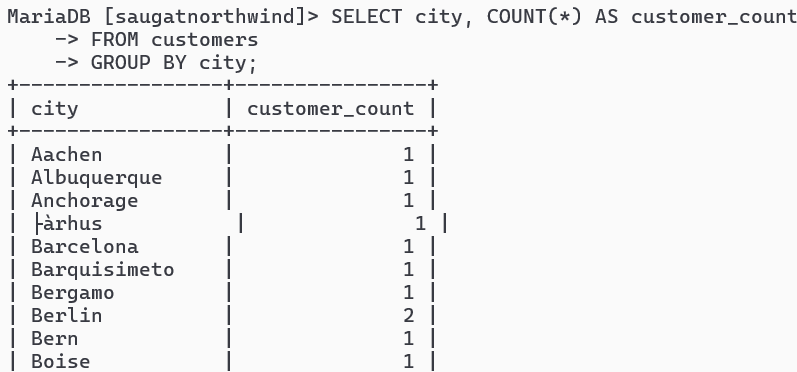 MariaDB [saugatnorthwind]> SELECT city, COUNT(*) AS customer_count
    -> FROM customers
    -> GROUP BY city;
+-----------------+----------------+
| city            | customer_count |
+-----------------+----------------+
| Aachen          |              1 |
| Albuquerque     |              1 |
| Anchorage       |              1 |
| ├àrhus           |              1 |
| Barcelona       |              1 |
| Barquisimeto    |              1 |
| Bergamo         |              1 |
| Berlin          |              2 |
| Bern            |              1 |
| Boise           |              1 |